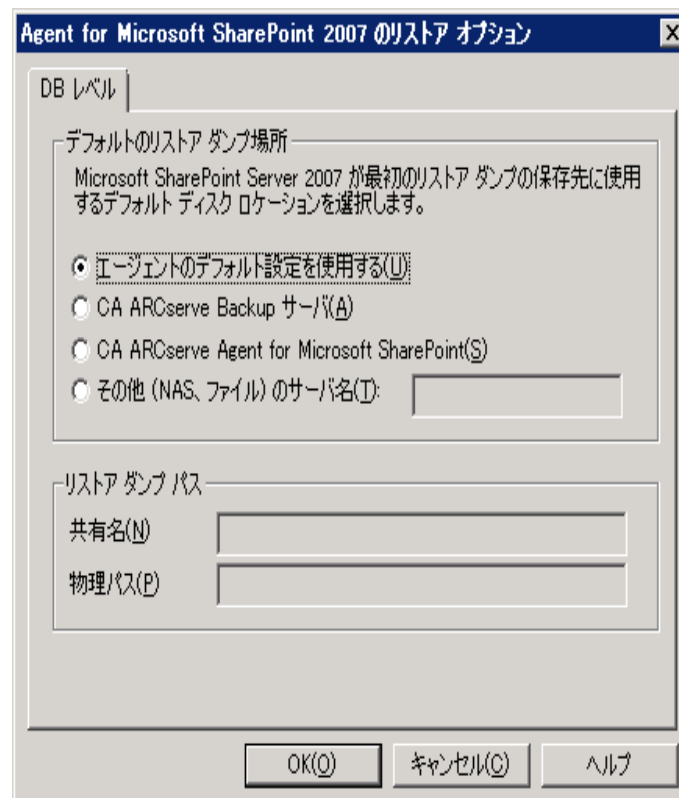 Agent for Microsoft SharePoint 2007 のリストア オプション
DB レベル
デフォルトのリストア ダンプ場所
Microsoft SharePoint Server 2007 が最初のリストア ダンプの保存先に使用
するデフォルト ディスク ロケーションを選択します。
エージェントのデフォルト設定を使用する(U)
CA ARCserve Backup サーバ(A)
CA ARCserve Agent for Microsoft SharePoint(S)
その他 (NAS、ファイル) のサーバ名(T):
リストア ダンプ パス
共有名(N)
物理パス(P)
OK(O)
キャンセル(C)
ヘルプ